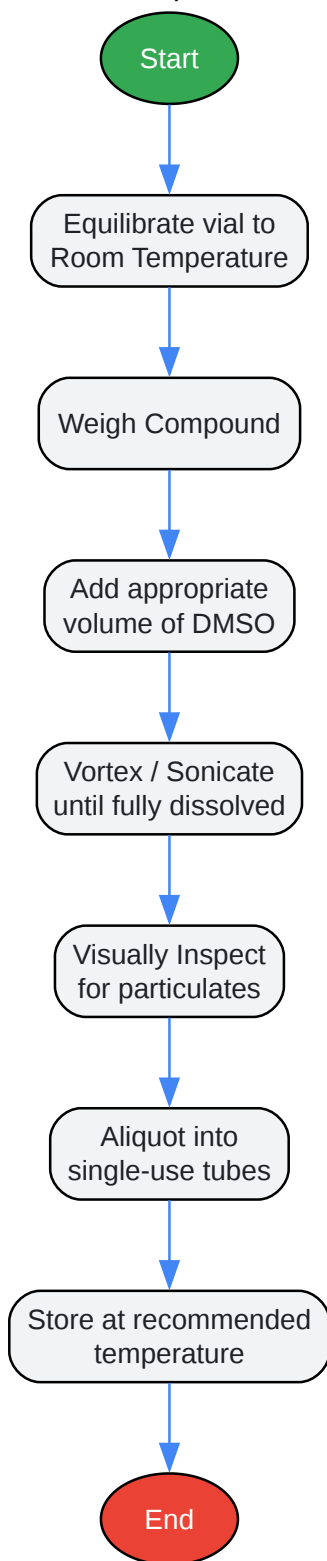 Start
Equilibrate vial to
Room Temperature
Weigh Compound
Add appropriate
volume of DMSO
Vortex / Sonicate
until fully dissolved
Visually Inspect
for particulates
Aliquot into
single-use tubes
Store at recommended
temperature
End